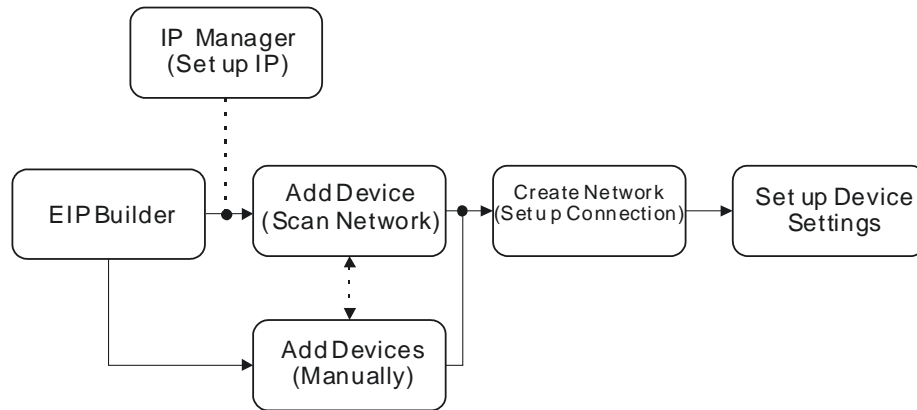 IP Manager
(Set up IP)
EIP Builder
Add Device
(Scan Network)
Create Network
(Set up Connection)
Set up Device
Settings
Add Devices
(Manually)